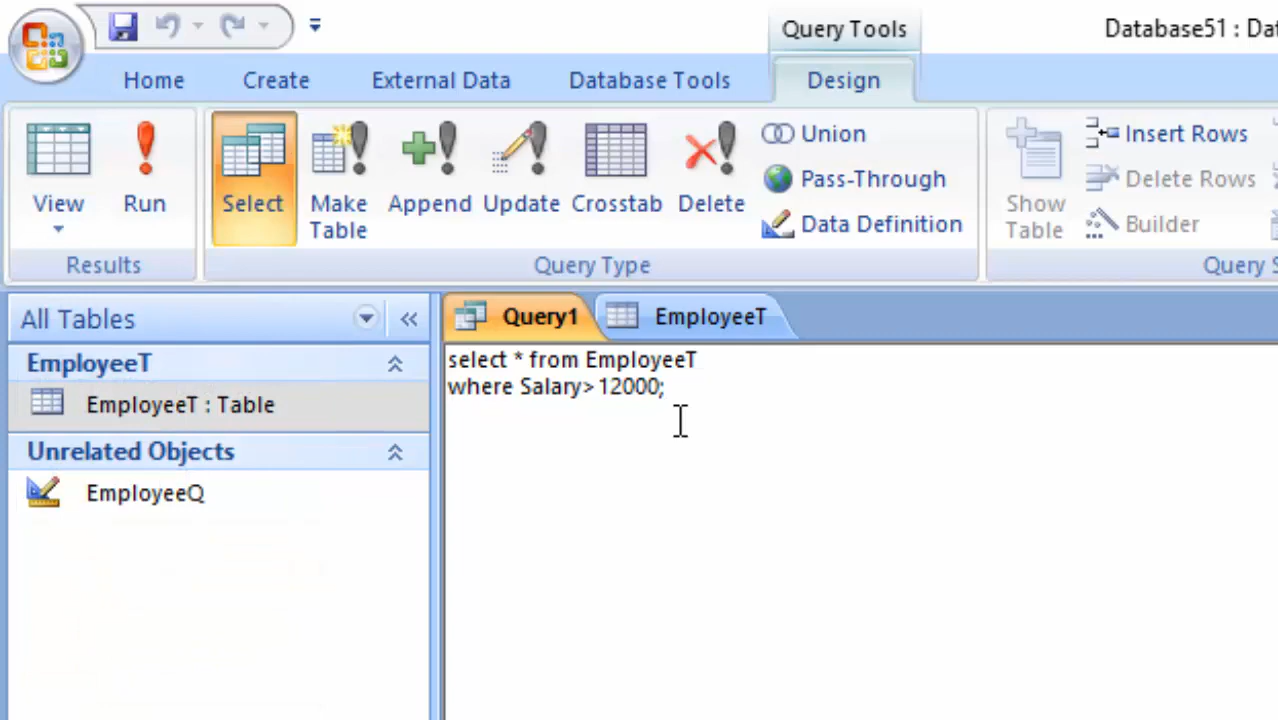 Query Tools
Database51 : Dat
Home Create External Data Database Tools Design
View Run Select Make Table Append Update Crosstab Delete
Union
Pass-Through
Data Definition
Show Table
Insert Rows
Delete Rows
Builder
Results Query Type Query S
All Tables
Query1 EmployeeT
EmployeeT
EmployeeT : Table
Unrelated Objects
EmployeeQ
select * from EmployeeT
where Salary>12000;